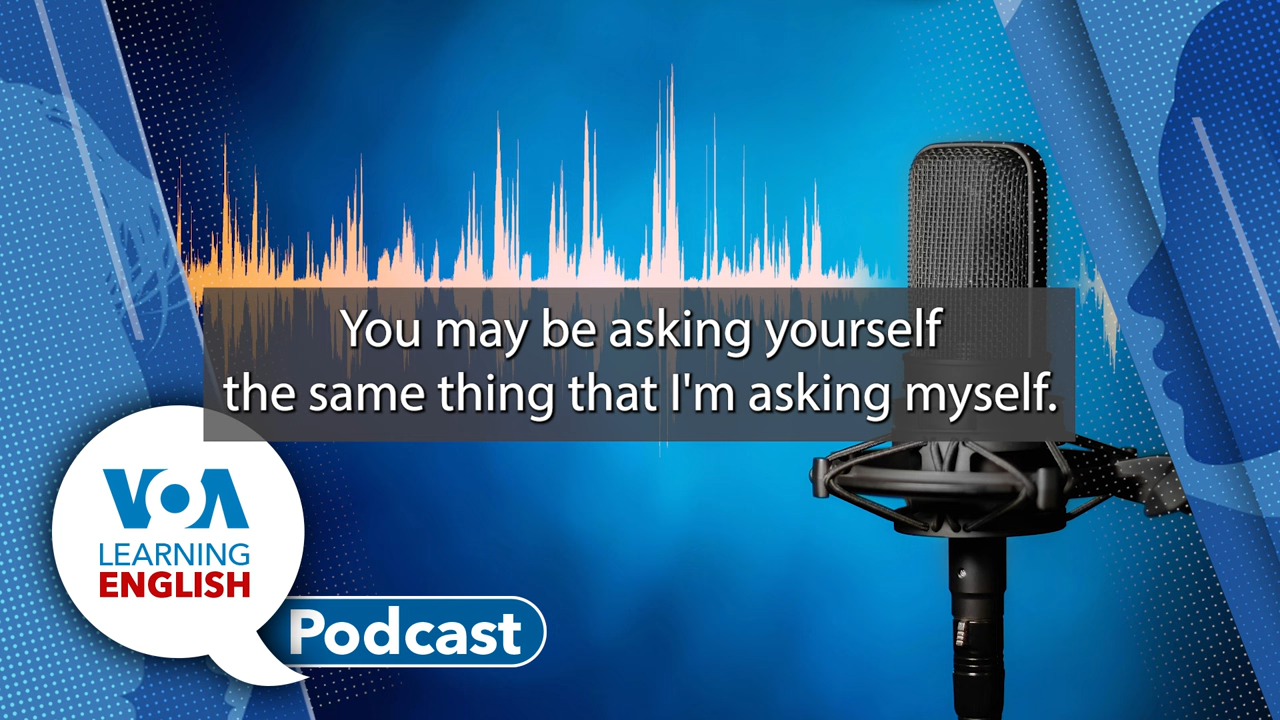 You may be asking yourself
the same thing that I'm asking myself.
VOA
LEARNING
ENGLISH
Podcast